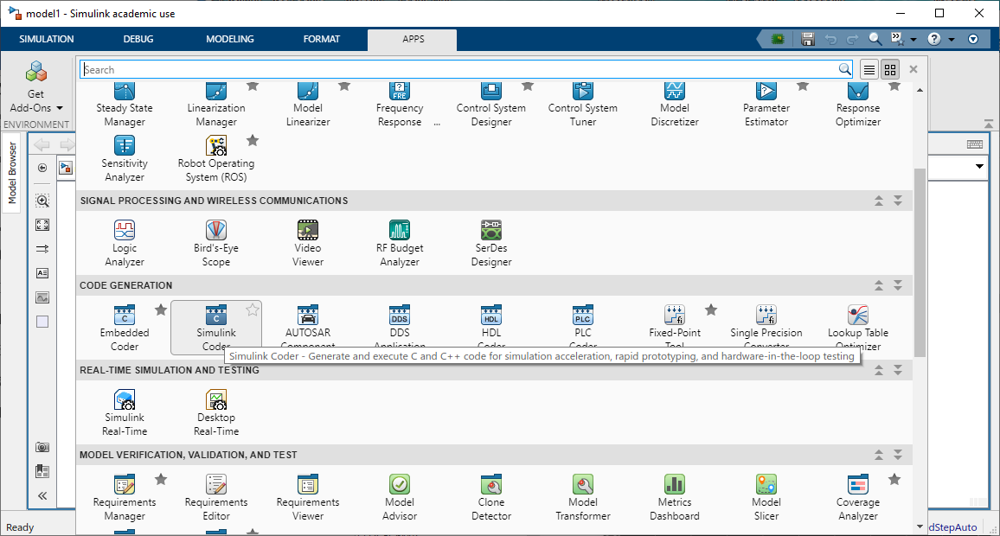 model1 - Simulink academic use
SIMULATION DEBUG MODELING FORMAT APPS
Get
Add-Ons
ENVIRONMENT
Search
Steady State
Manager
Linearization
Manager
Model
Linearizer
FRE
Frequency
Response ...
Control System
Designer
Control System
Tuner
Model
Discretizer
Parameter
Estimator
Response
Optimizer
Sensitivity
Analyzer
Robot Operating
System (ROS)
Model Browser
SIGNAL PROCESSING AND WIRELESS COMMUNICATIONS
Logic
Analyzer
Bird's-Eye
Scope
Video
Viewer
RF Budget
Analyzer
SerDes
Designer
CODE GENERATION
C
Embedded
Coder
C
Simulink
Coder
AUTOSAR
Component
DDS
DDS
Application
HDL
HDL
Coder
PLC
PLC
Coder
fi
Fixed-Point
Tool
fi
Single Precision
Converter
Lookup Table
Optimizer
Simulink Coder - Generate and execute C and C++ code for simulation acceleration, rapid prototyping, and hardware-in-the-loop testing
REAL-TIME SIMULATION AND TESTING
Simulink
Real-Time
Desktop
Real-Time
MODEL VERIFICATION, VALIDATION, AND TEST
Requirements
Manager
Requirements
Editor
Requirements
Viewer
Model
Advisor
Clone
Detector
Model
Transformer
Metrics
Dashboard
Model
Slicer
Coverage
Analyzer
Ready
dStepAuto